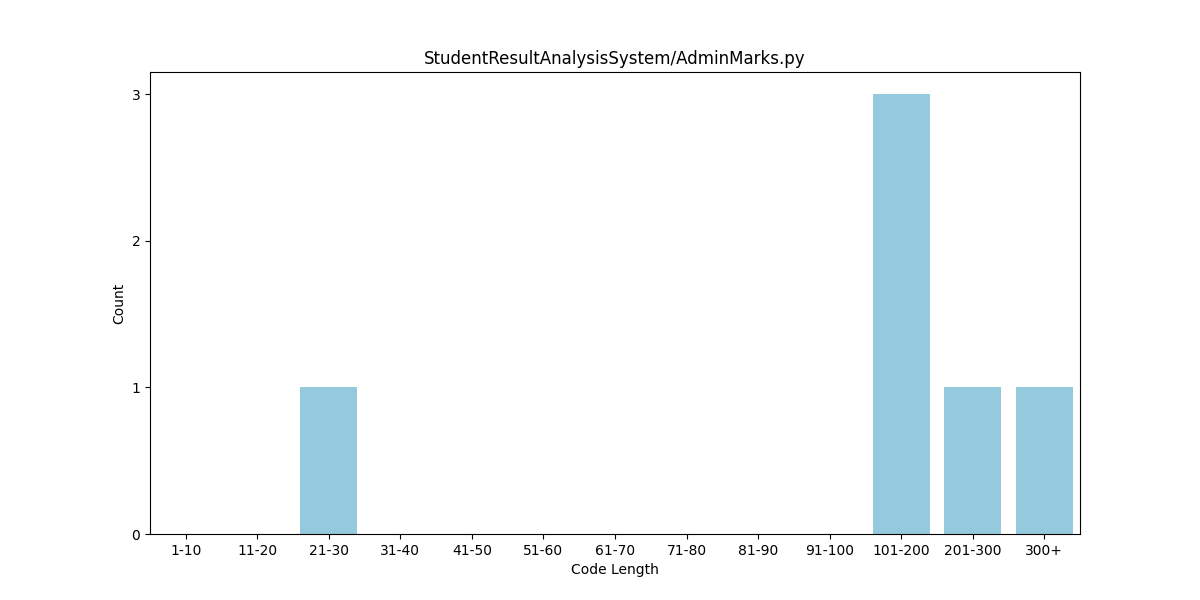 StudentResultAnalysisSystem/AdminMarks.py
3
2
1
0
Count
1-10 11-20 21-30 31-40 41-50 51-60 61-70 71-80 81-90 91-100 101-200 201-300 300+
Code Length